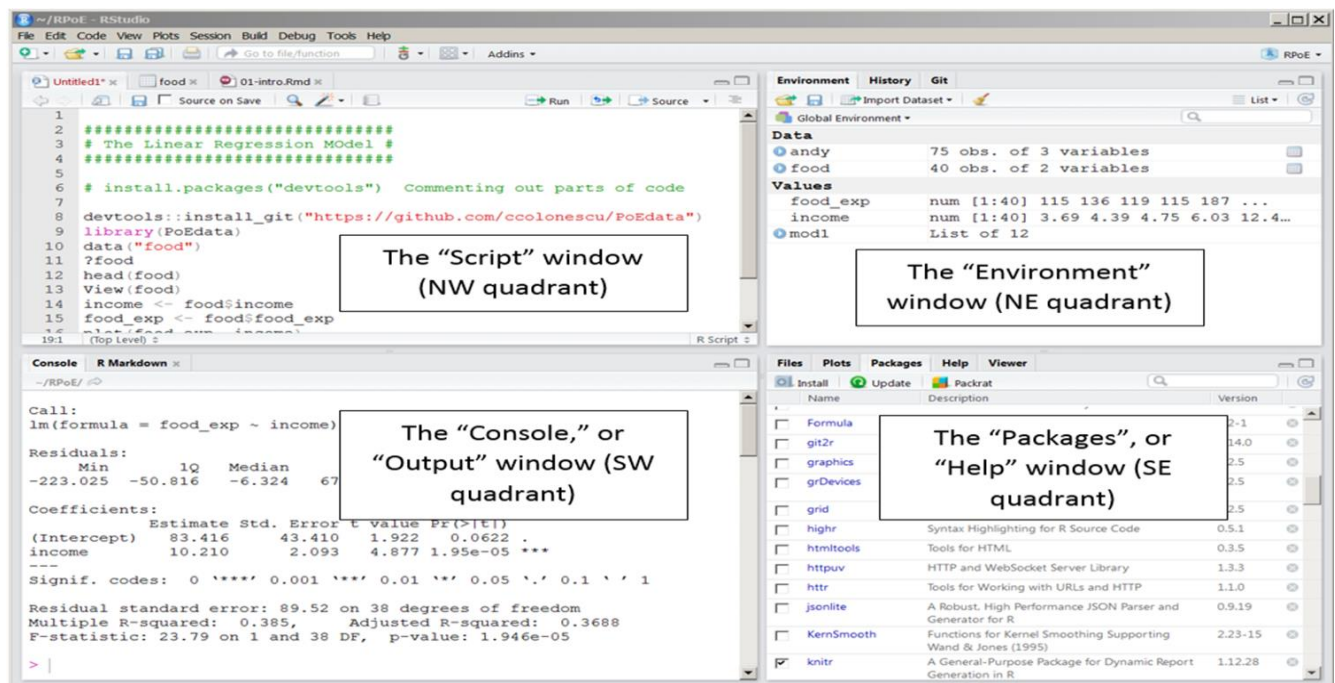 ~/RPoE - RStudio
File Edit Code View Plots Session Build Debug Tools Help
Go to file/function Addins RPoE
Untitled1* food 01-intro.Rmd
Source on Save Run Source
1
2 ###############################
3 # The Linear Regression MOdel #
4 ###############################
5
6 # install.packages("devtools")  Commenting out parts of code
7
8 devtools::install_git("https://github.com/ccolonescu/PoEdata")
9 library(PoEdata)
10 data("food")
11 ?food
12 head(food)
13 View(food)
14 income <- food$income
15 food_exp <- food$food_exp
16 plot(food_exp, income)
19:1 (Top Level) R Script
The “Script” window
(NW quadrant)
Environment History Git
Import Dataset List
Global Environment
Data
andy 75 obs. of 3 variables
food 40 obs. of 2 variables
Values
food_exp num [1:40] 115 136 119 115 187 ...
income num [1:40] 3.69 4.39 4.75 6.03 12.4…
mod1 List of 12
The “Environment”
window (NE quadrant)
Console R Markdown
~/RPoE/
Call:
lm(formula = food_exp ~ income)
Residuals:
Min 1Q Median
-223.025 -50.816 -6.324 67
Coefficients:
Estimate Std. Error t value Pr(>|t|)
(Intercept) 83.416 43.410 1.922 0.0622 .
income 10.210 2.093 4.877 1.95e-05 ***
---
Signif. codes: 0 ‘***’ 0.001 ‘**’ 0.01 ‘*’ 0.05 ‘.’ 0.1 ‘ ’ 1
Residual standard error: 89.52 on 38 degrees of freedom
Multiple R-squared: 0.385, Adjusted R-squared: 0.3688
F-statistic: 23.79 on 1 and 38 DF, p-value: 1.946e-05
>
The “Console,” or
“Output” window (SW
quadrant)
Files Plots Packages Help Viewer
Install Update Packrat
Name Description Version
Formula 2-1
git2r 14.0
graphics 2.5
grDevices 2.5
grid 2.5
highr Syntax Highlighting for R Source Code 0.5.1
htmltools Tools for HTML 0.3.5
httpuv HTTP and WebSocket Server Library 1.3.3
httr Tools for Working with URLs and HTTP 1.1.0
jsonlite A Robust, High Performance JSON Parser and 0.9.19
Generator for R
KernSmooth Functions for Kernel Smoothing Supporting 2.23-15
Wand & Jones (1995)
knitr A General-Purpose Package for Dynamic Report 1.12.28
Generation in R
The “Packages”, or
“Help” window (SE
quadrant)